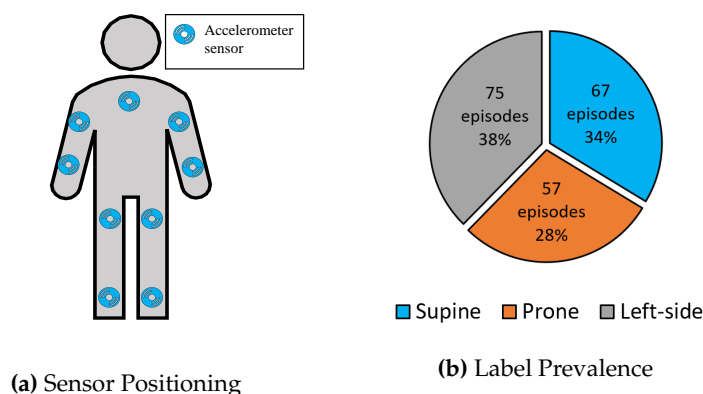 Accelerometer
sensor
75
episodes
38%
67
episodes
34%
57
episodes
28%
Supine Prone Left-side
(a) Sensor Positioning
(b) Label Prevalence